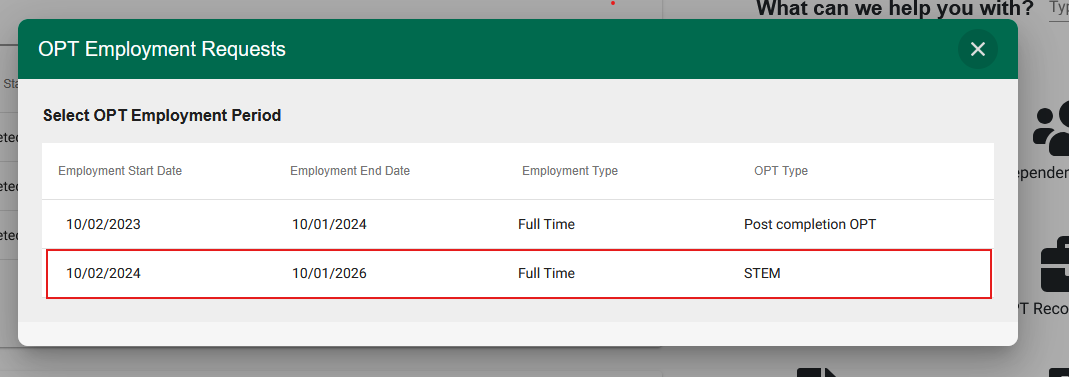 What can we help you with? Typ
OPT Employment Requests
Sta
Select OPT Employment Period
Employment Start Date Employment End Date Employment Type OPT Type
10/02/2023 10/01/2024 Full Time Post completion OPT
10/02/2024 10/01/2026 Full Time STEM
eted
eted
eted
ependen
PT Reco